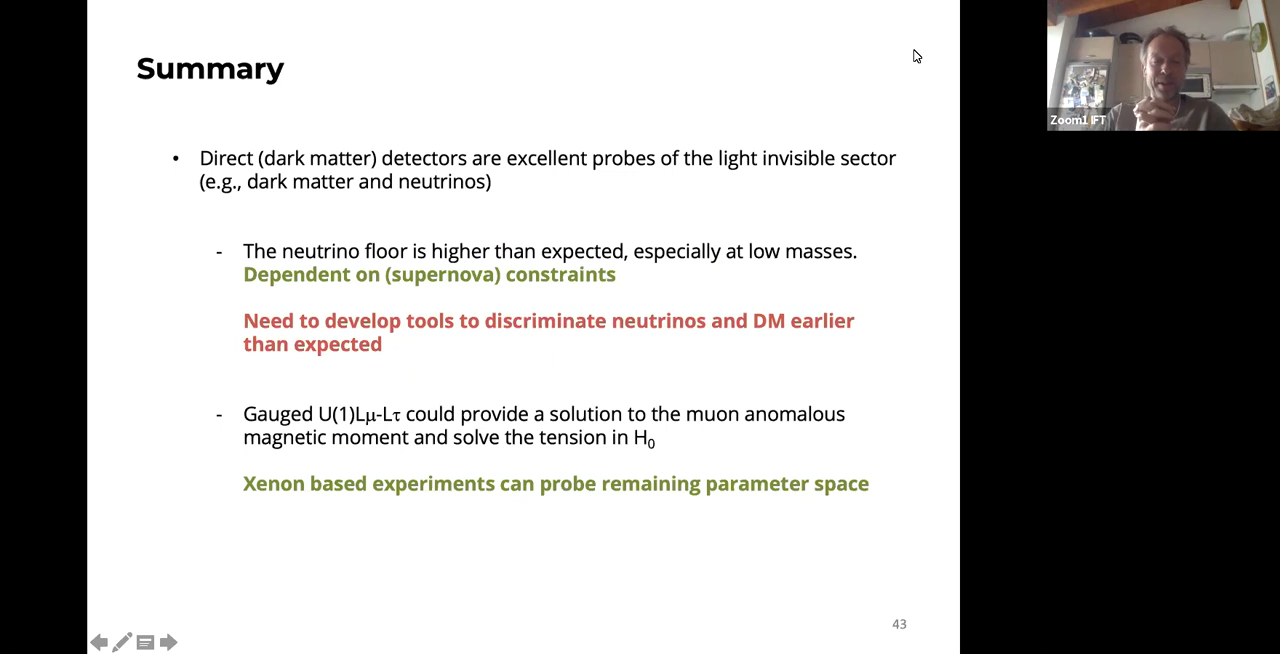 Summary
• Direct (dark matter) detectors are excellent probes of the light invisible sector
(e.g., dark matter and neutrinos)
- The neutrino floor is higher than expected, especially at low masses.
Dependent on (supernova) constraints
Need to develop tools to discriminate neutrinos and DM earlier
than expected
- Gauged U(1)Lμ-Lτ could provide a solution to the muon anomalous
magnetic moment and solve the tension in H₀
Xenon based experiments can probe remaining parameter space
43
Zoom1 IFT